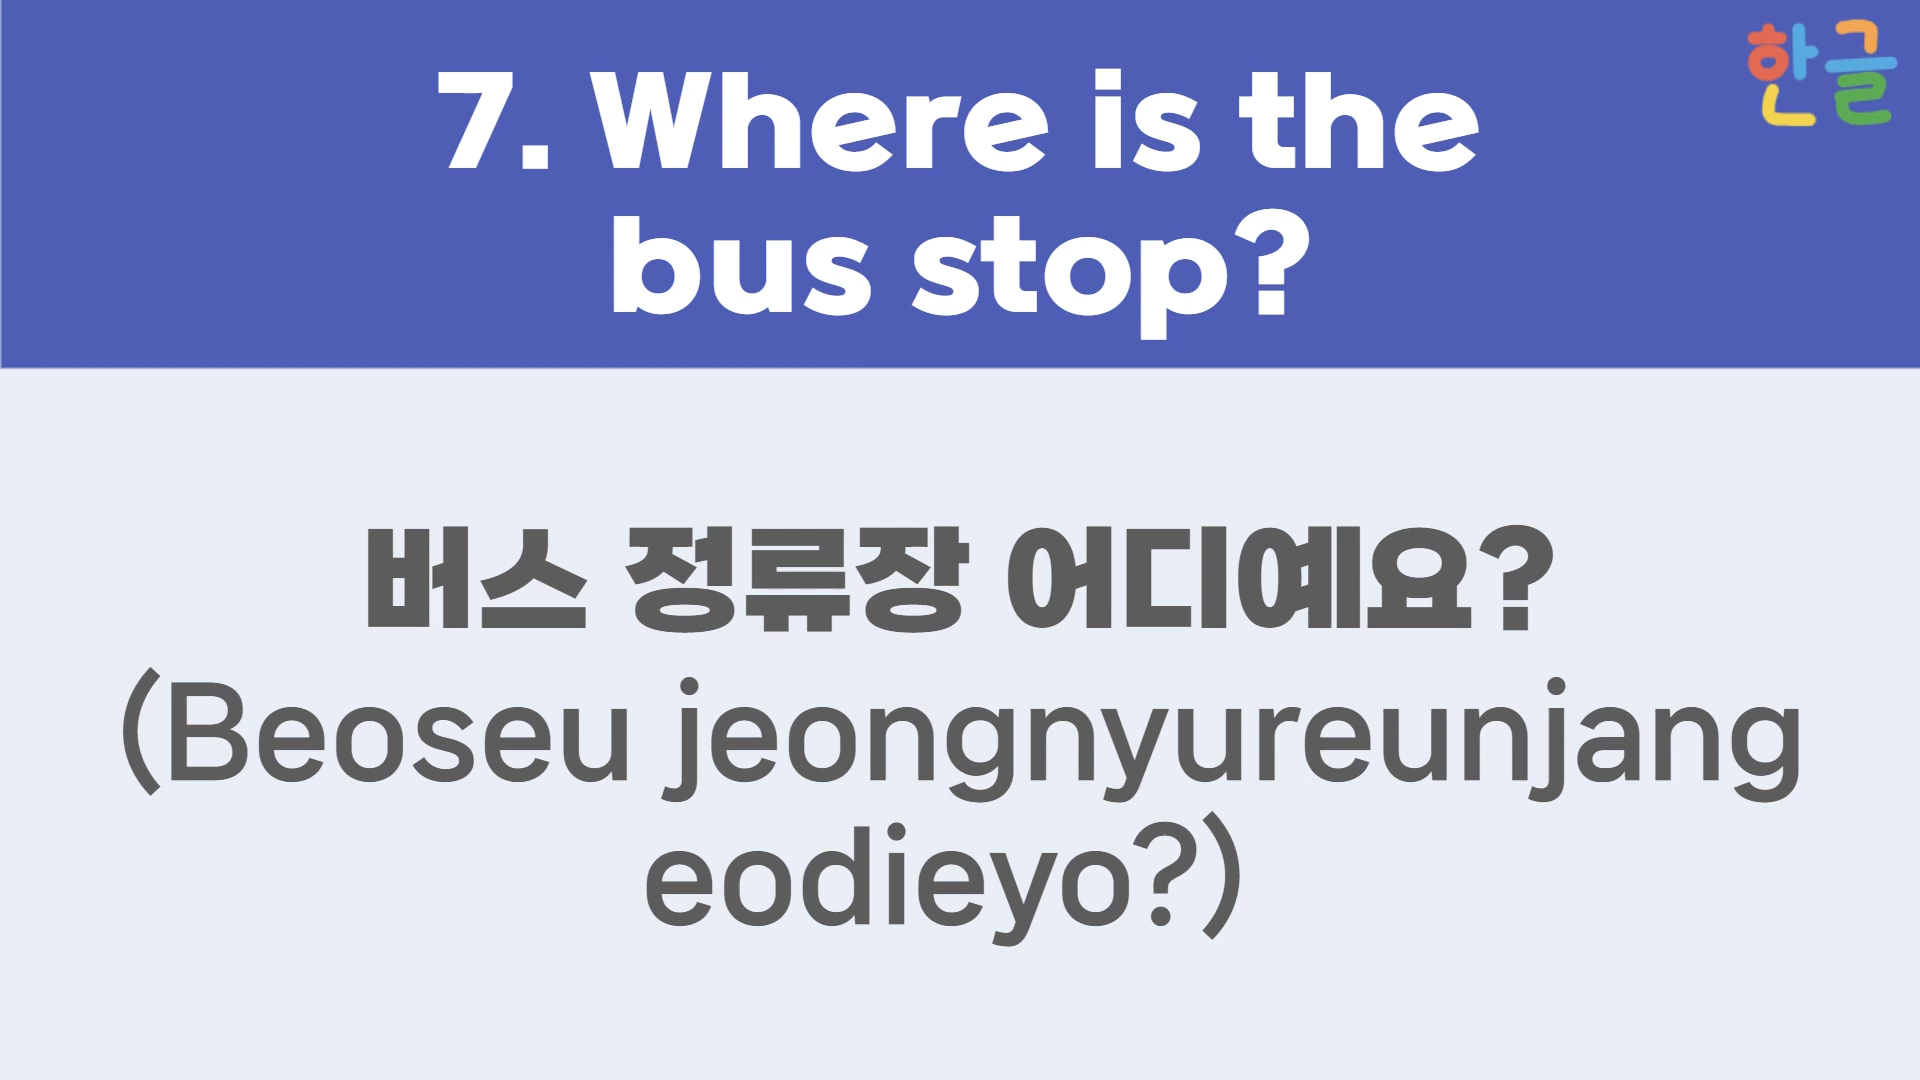 한글
7. Where is the
bus stop?
버스 정류장 어디예요?
(Beoseu jeongnyureunjang
eodieyo?)